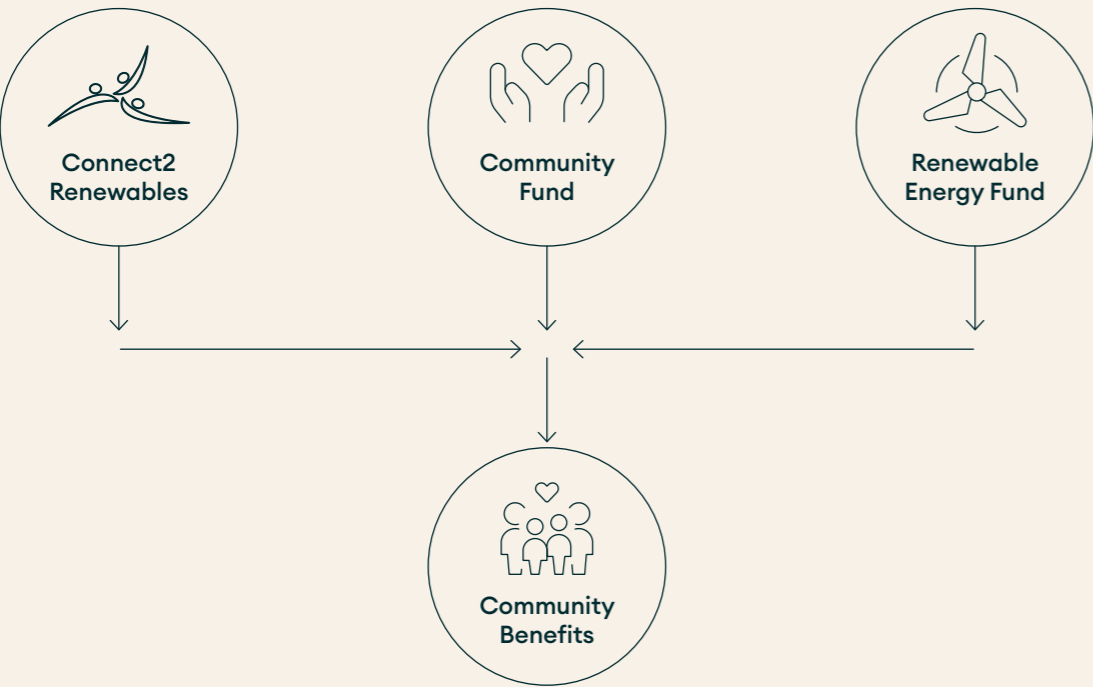 Connect2
Renewables
Community
Fund
Renewable
Energy Fund
Community
Benefits